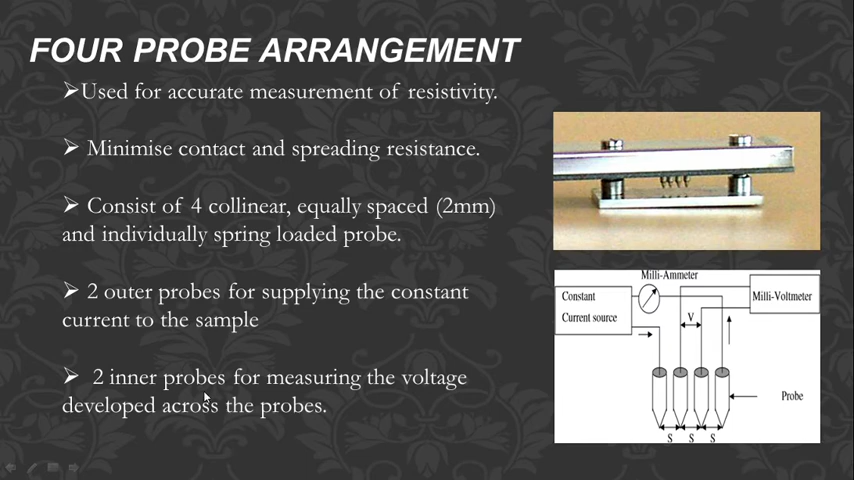 FOUR PROBE ARRANGEMENT
➢Used for accurate measurement of resistivity.
➢ Minimise contact and spreading resistance.
➢ Consist of 4 collinear, equally spaced (2mm)
and individually spring loaded probe.
➢ 2 outer probes for supplying the constant
current to the sample
➢ 2 inner probes for measuring the voltage
developed across the probes.
Milli-Ammeter
Constant
Current source
V
Milli-Voltmeter
Probe
S S S